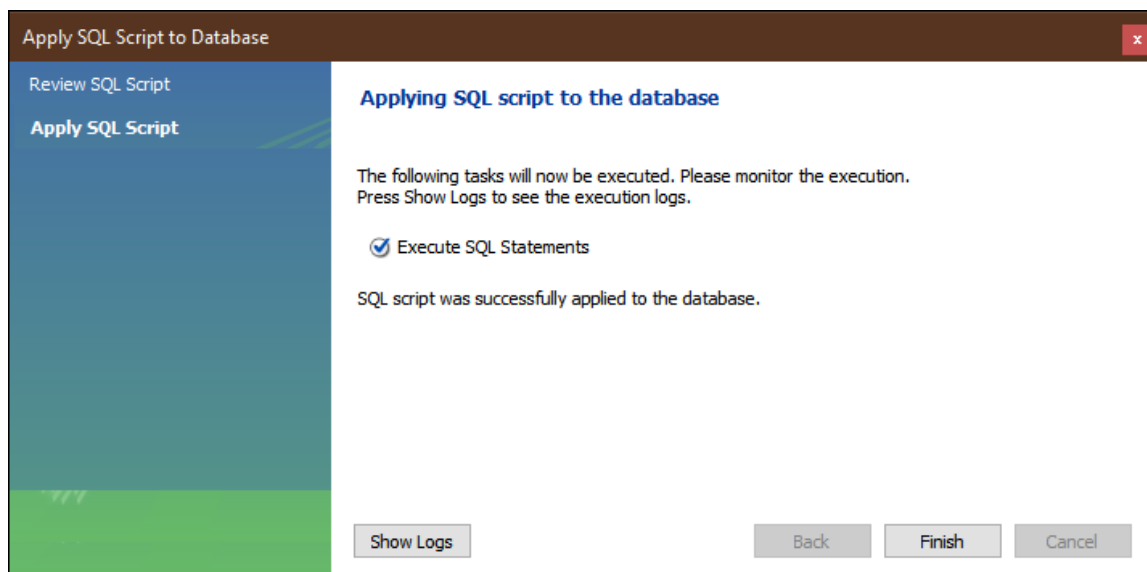 Apply SQL Script to Database
x
Review SQL Script
Apply SQL Script
Applying SQL script to the database
The following tasks will now be executed. Please monitor the execution.
Press Show Logs to see the execution logs.
Execute SQL Statements
SQL script was successfully applied to the database.
Show Logs
Back
Finish
Cancel